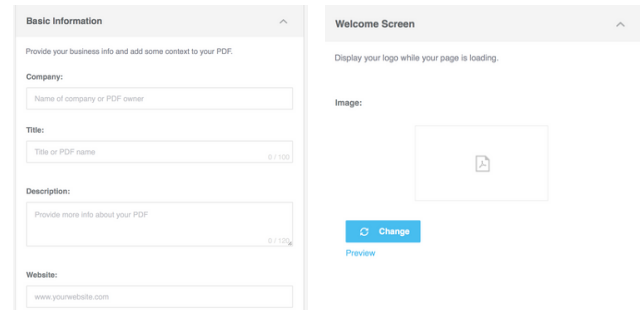 Basic Information
Provide your business info and add some context to your PDF.
Company:
Name of company or PDF owner
Title:
Title or PDF name
0 / 100
Description:
Provide more info about your PDF
0 / 120
Website:
www.yourwebsite.com
Welcome Screen
Display your logo while your page is loading.
Image:
Change
Preview